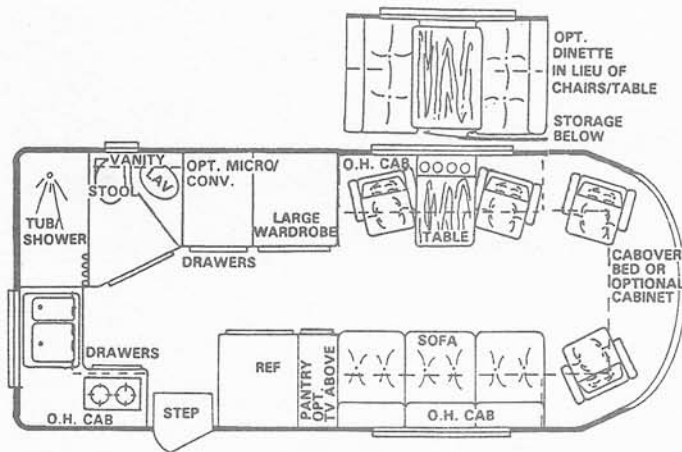 OPT.
DINETTE
IN LIEU OF
CHAIRS/TABLE
STORAGE
BELOW
VANITY
STOOL
LAV
OPT. MICRO/
CONV.
O.H. CAB
TUB/
SHOWER
LARGE
WARDROBE
TABLE
DRAWERS
CABOVER
BED OR
OPTIONAL
CABINET
DRAWERS
REF
PANTRY
OPT.
TV ABOVE
SOFA
STEP
O.H. CAB
O.H. CAB